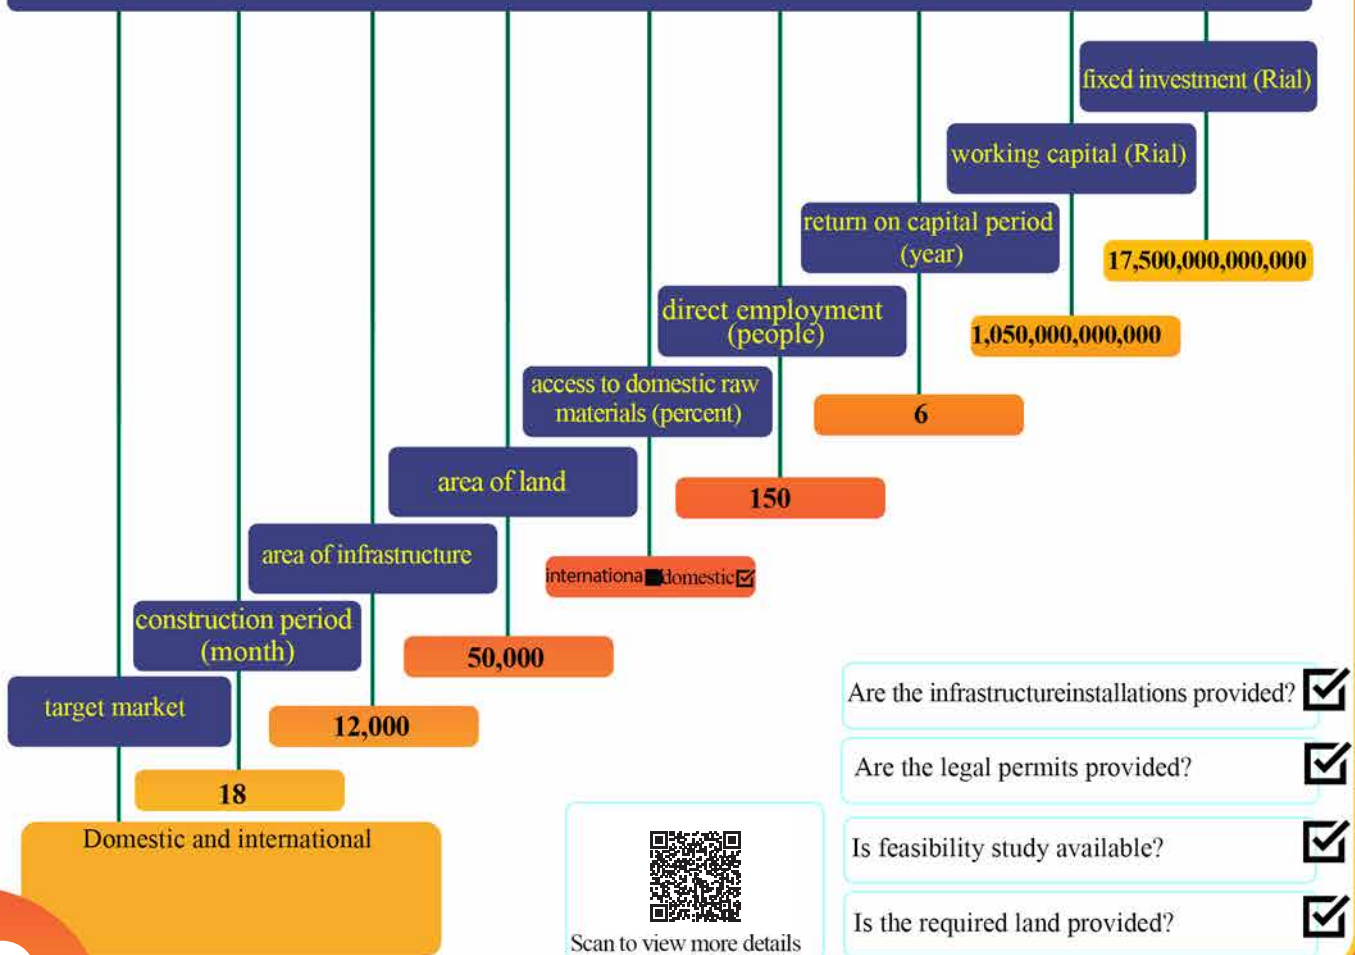 fixed investment (Rial)
17,500,000,000,000
working capital (Rial)
1,050,000,000,000
return on capital period
(year)
6
direct employment
(people)
150
access to domestic raw
materials (percent)
internationa domestic
area of land
50,000
area of infrastructure
12,000
construction period
(month)
18
target market
Domestic and international
Scan to view more details
Are the infrastructureinstallations provided?
Are the legal permits provided?
Is feasibility study available?
Is the required land provided?